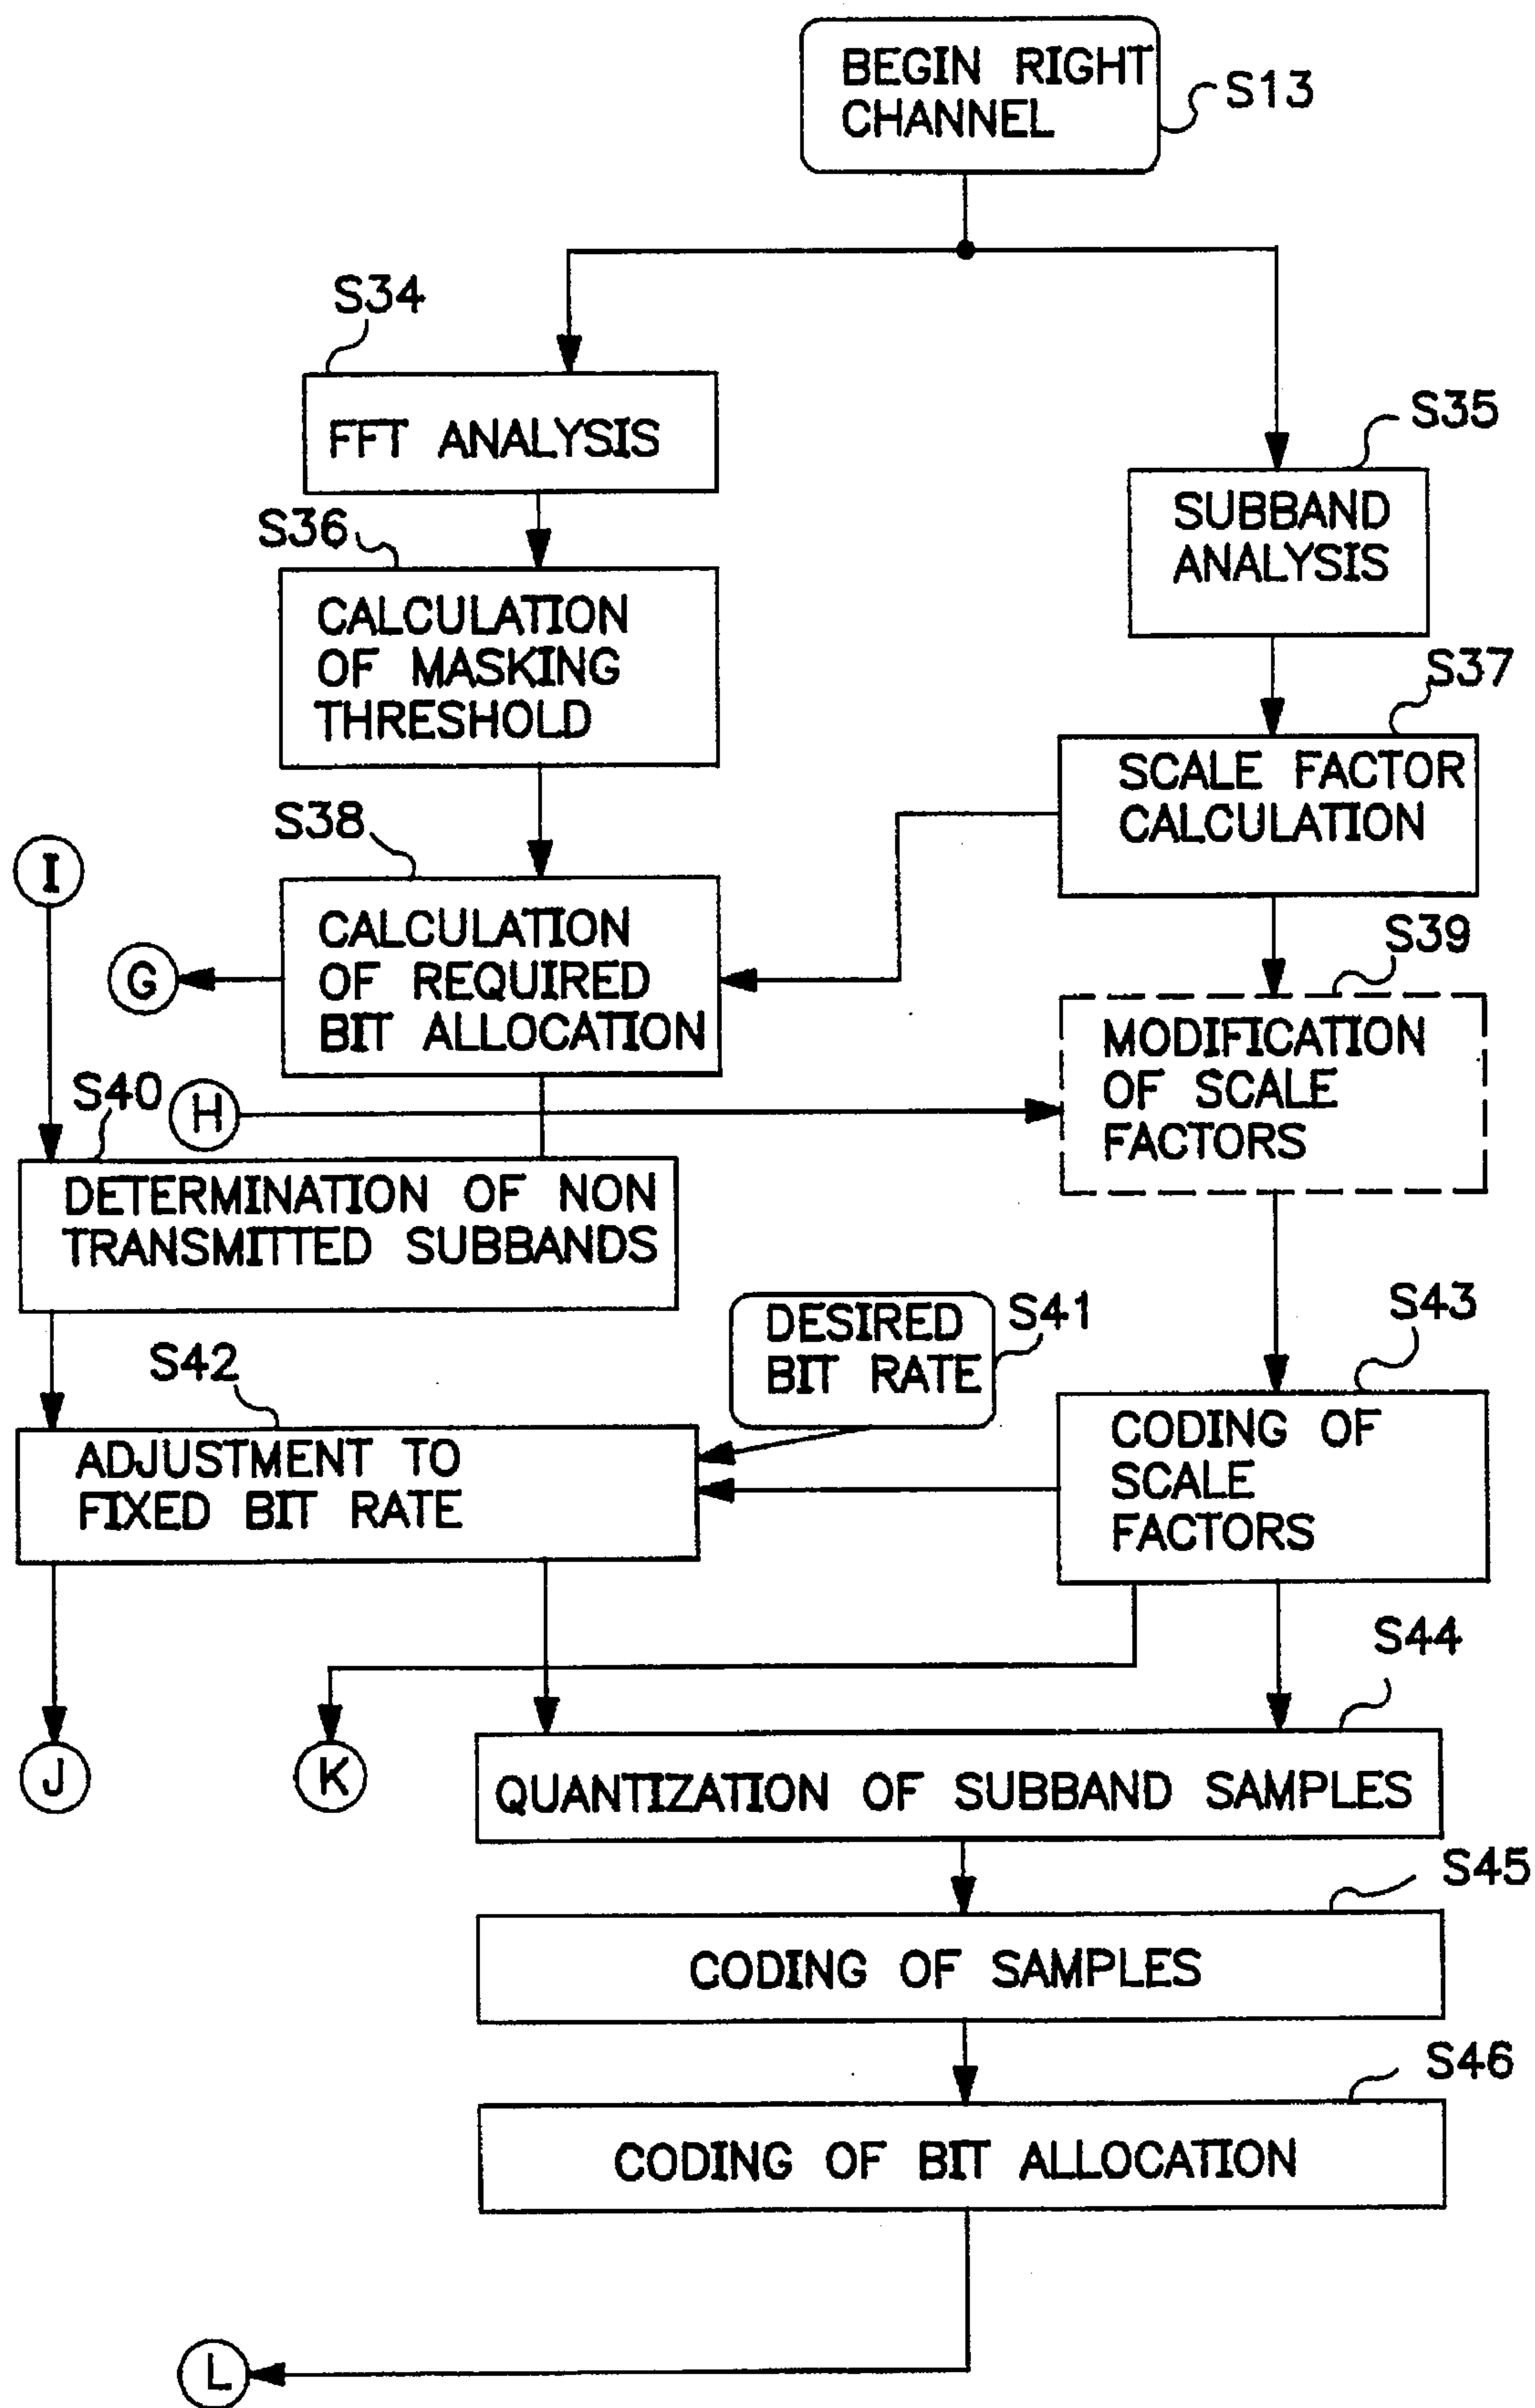 BEGIN RIGHT
CHANNEL
S13
S34
FFT ANALYSIS
S35
SUBBAND
ANALYSIS
S36
CALCULATION
OF MASKING
THRESHOLD
S37
SCALE FACTOR
CALCULATION
S38
CALCULATION
OF REQUIRED
BIT ALLOCATION
I
G
S39
MODIFICATION
OF SCALE
FACTORS
S40
H
DETERMINATION OF NON
TRANSMITTED SUBBANDS
DESIRED
BIT RATE
S41
S42
ADJUSTMENT TO
FIXED BIT RATE
S43
CODING OF
SCALE
FACTORS
J
K
S44
QUANTIZATION OF SUBBAND SAMPLES
S45
CODING OF SAMPLES
S46
CODING OF BIT ALLOCATION
L